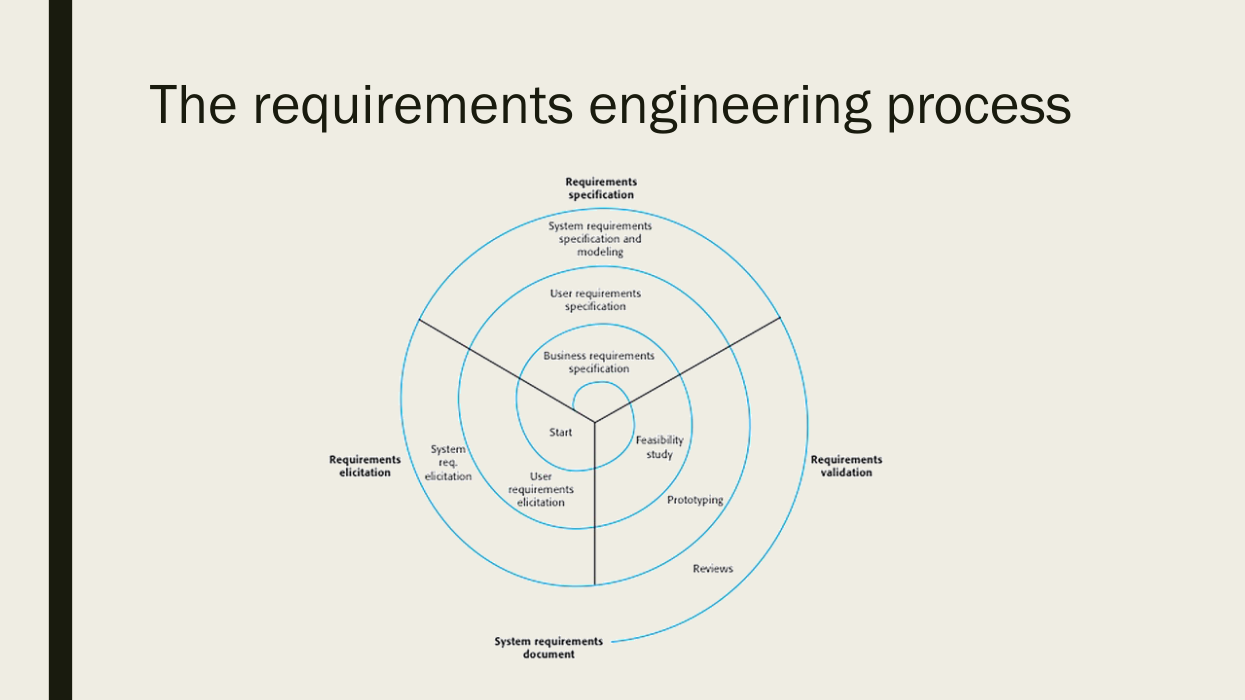 The requirements engineering process
Requirements
specification
System requirements
specification and
modeling
User requirements
specification
Business requirements
specification
Start
Feasibility
study
Requirements
elicitation
System
req.
elicitation
User
requirements
elicitation
Prototyping
Requirements
validation
Reviews
System requirements
document